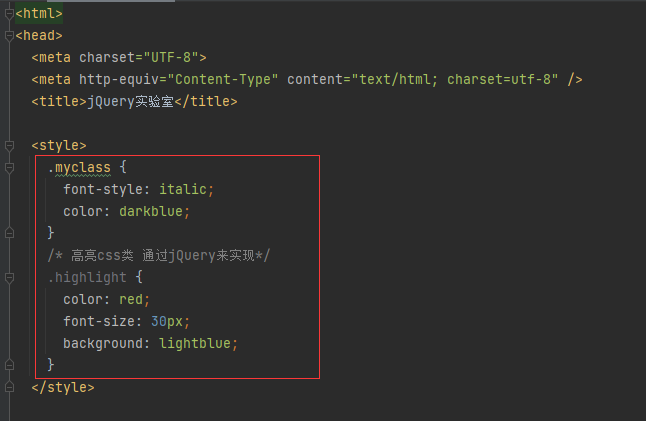 <html>
<head>
<meta charset="UTF-8">
<meta http-equiv="Content-Type" content="text/html; charset=utf-8" />
<title>jQuery实验室</title>
<style>
.myclass {
font-style: italic;
color: darkblue;
}
/* 高亮css类 通过jQuery来实现*/
.highlight {
color: red;
font-size: 30px;
background: lightblue;
}
</style>